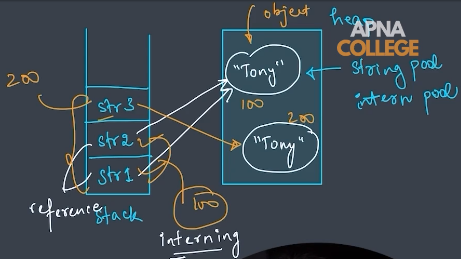 object
heap
APNA
COLLEGE
200
"Tony"
string pool
intern pool
100
200
str3
str2
str1
"Tony"
100
reference
stack
interning